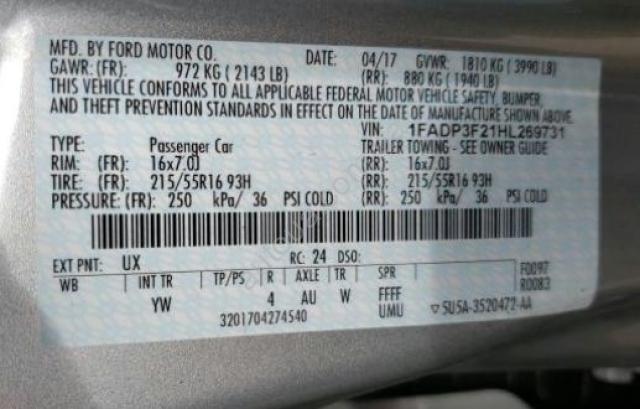 MFD. BY FORD MOTOR CO. DATE: 04/17 GVWR: 1810 KG ( 3990 LB)
GAWR: (FR): 972 KG ( 2143 LB) (RR): 880 KG ( 1940 LB)
THIS VEHICLE CONFORMS TO ALL APPLICABLE FEDERAL MOTOR VEHICLE SAFETY, BUMPER,
AND THEFT PREVENTION STANDARDS IN EFFECT ON THE DATE OF MANUFACTURE SHOWN ABOVE.
VIN: 1FADP3F21HL269731
TYPE: Passenger Car TRAILER TOWING - SEE OWNER GUIDE
RIM: (FR): 16x7.0J (RR): 16x7.0J
TIRE: (FR): 215/55R16 93H (RR): 215/55R16 93H
PRESSURE: (FR): 250 kPa/ 36 PSI COLD (RR): 250 kPa/ 36 PSI COLD
EXT PNT: UX RC: 24 DSO:
WB INT TR TP/PS R AXLE TR SPR F0097
R0083
YW 4 AU W FFFF
3201704274540 UMU ▽5U5A-3520472-AA